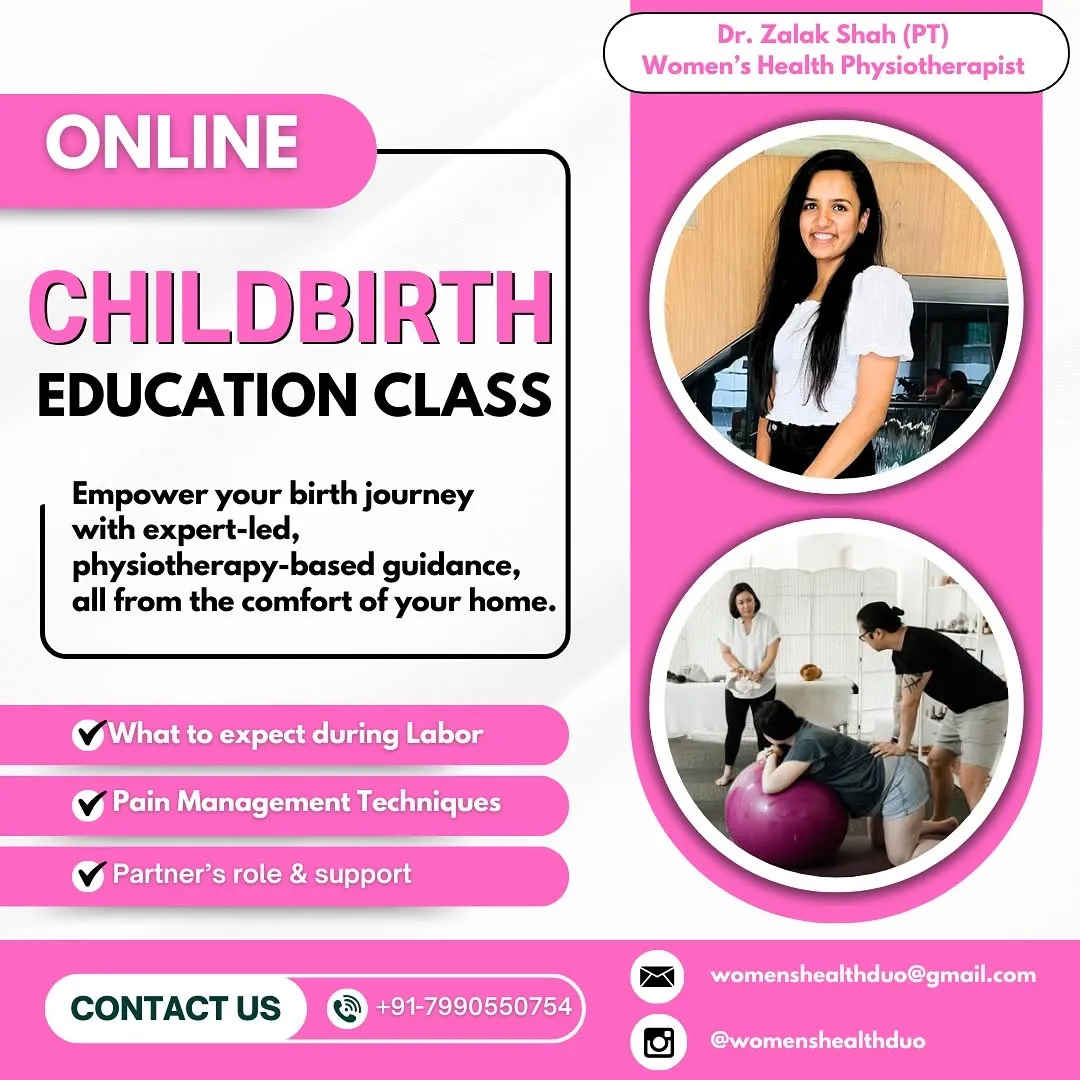 Dr. Zalak Shah (PT)
Women's Health Physiotherapist
ONLINE
CHILDBIRTH
EDUCATION CLASS
Empower your birth journey
with expert-led,
physiotherapy-based guidance,
all from the comfort of your home.
What to expect during Labor
Pain Management Techniques
Partner's role & support
CONTACT US
+91-7990550754
womenshealthduo@gmail.com
@womenshealthduo